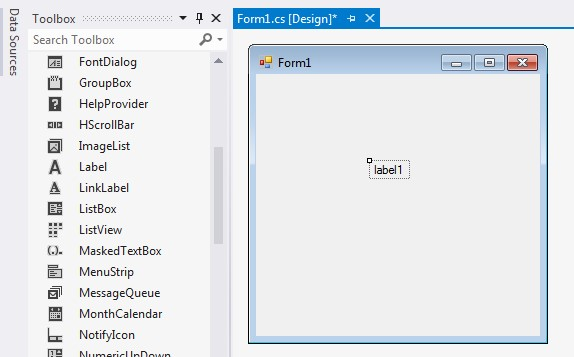 Data Sources
Toolbox
Search Toolbox
FontDialog
GroupBox
HelpProvider
HScrollBar
ImageList
Label
LinkLabel
ListBox
ListView
MaskedTextBox
MenuStrip
MessageQueue
MonthCalendar
NotifyIcon
NumericUpDown
Form1.cs [Design]*
Form1
label1